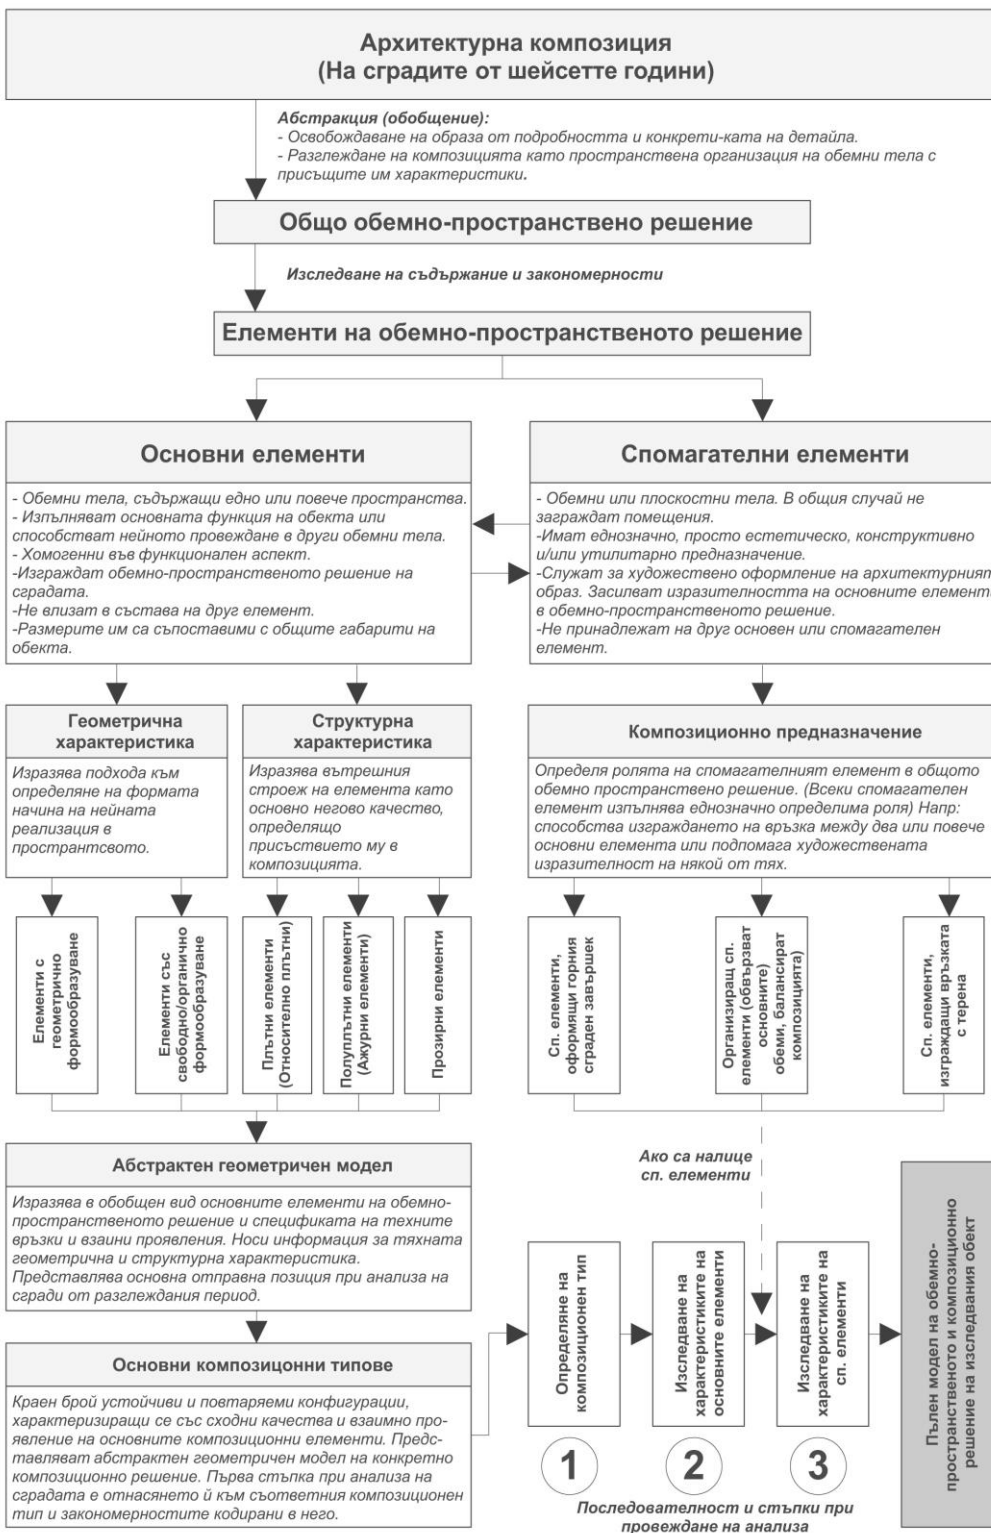 Архитектурна композиция
(На сградите от шейсетте години)
Абстракция (обобщение):
- Освобождаване на образа от подробността и конкрети-ката на детайла.
- Разглеждане на композицията като пространствена организация на обемни тела с
присъщите им характеристики.
Общо обемно-пространствено решение
Изследване на съдържание и закономерности
Елементи на обемно-пространственото решение
Основни елементи
- Обемни тела, съдържащи едно или повече пространства.
- Изпълняват основната функция на обекта или
способстват нейното провеждане в други обемни тела.
- Хомогенни във функционален аспект.
-Изграждат обемно-пространственото решение на
сградата.
-Не влизат в състава на друг елемент.
-Размерите им са съпоставими с общите габарити на
обекта.
Спомагателни елементи
- Обемни или плоскостни тела. В общия случай не
заграждат помещения.
-Имат еднозначно, просто естетическо, конструктивно
и/или утилитарно предназначение.
-Служат за художествено оформление на архитектурният
образ. Засилват изразителността на основните елементи
в обемно-пространственото решение.
-Не принадлежат на друг основен или спомагателен
елемент.
Геометрична
характеристика
Изразява подхода към
определяне на формата
начина на нейната
реализация в
пространтсвото.
Структурна
характеристика
Изразява вътрешния
строеж на елемента като
основно негово качество,
определящо
присъствието му в
композицията.
Композиционно предназначение
Определя ролята на спомагателният елемент в общото
обемно пространствено решение. (Всеки спомагателен
елемент изпълнява еднозначно определима роля) Напр:
способства изграждането на връзка между два или повече
основни елемента или подпомага художествената
изразителност на някой от тях.
Елементи с
геометрично
формообразуване
Елементи със
свободно/органично
формообразуване
Плътни елементи
(Относително плътни)
Полуплътни елементи
(Ажурни елементи)
Прозирни елементи
Сп. елементи,
оформящи горния
сграден завършек
Организиращ сп.
елементи (обвързват
основните)
обеми, балансират
композицията)
Сп. елементи,
изграждащи връзката
с терена
Абстрактен геометричен модел
Изразява в обобщен вид основните елементи на обемно-
пространственото решение и спецификата на техните
връзки и взаини проявления. Носи информация за тяхната
геометрична и структурна характеристика.
Представлява основна отправна позиция при анализа на
сгради от разглеждания период.
Ако са налице
сп. елементи
Основни композицонни типове
Краен брой устойчиви и повтаряеми конфигурации,
характеризиращи се със сходни качества и взаимно про-
явление на основните композиционни елементи. Предс-
тавляват абстрактен геометричен модел на конкретно
композиционно решение. Първа стъпка при анализа на
сградата е отнасянето й към съответния композиционен
тип и закономерностите кодирани в него.
Определяне на
композиционен тип
Изследване на
характеристиките на
основните елементи
Изследване на
характеристиките на
сп. елементи
Пълен модел на обемно-
пространственото и композиционно
решение на изследвания обект
1
2
3
Последователност и стъпки при
провеждане на анализа